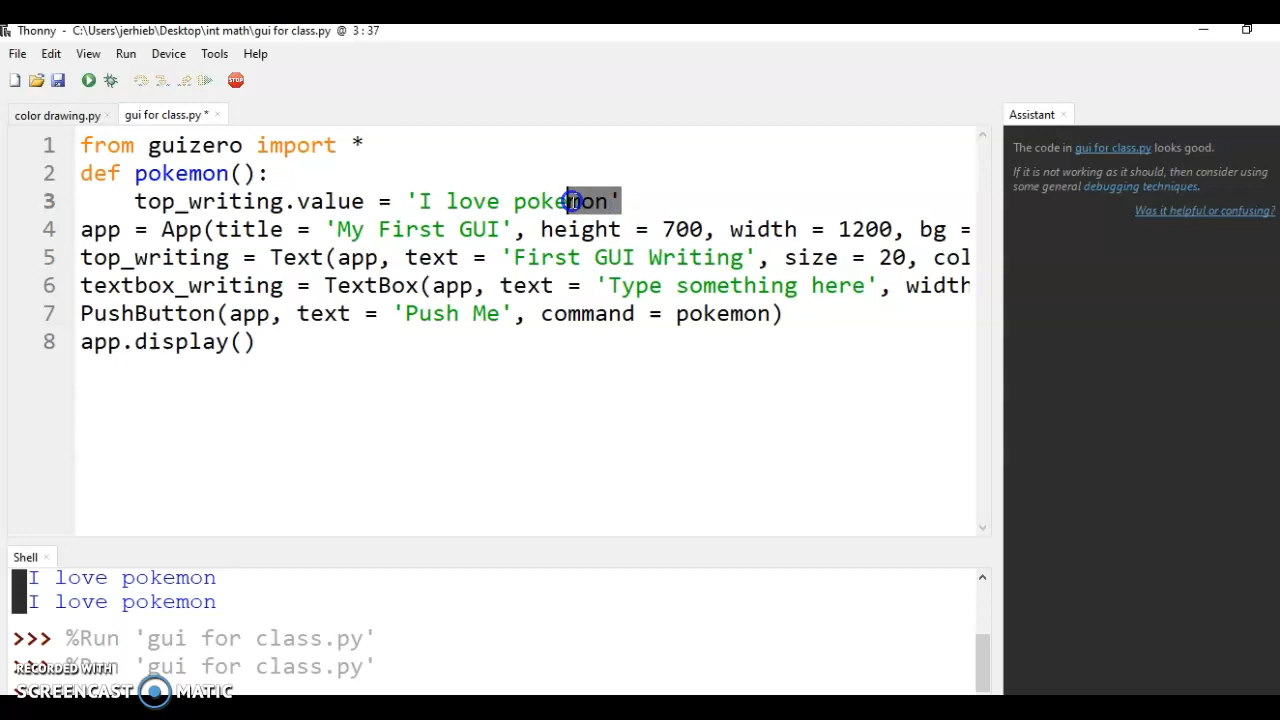 Thonny - C:\Users\jerhieb\Desktop\int math\gui for class.py @ 3 : 37
File Edit View Run Device Tools Help
STOP
color drawing.py × gui for class.py * ×
1 from guizero import *
2 def pokemon():
3 top_writing.value = 'I love pokemon'
4 app = App(title = 'My First GUI', height = 700, width = 1200, bg =
5 top_writing = Text(app, text = 'First GUI Writing', size = 20, col
6 textbox_writing = TextBox(app, text = 'Type something here', width
7 PushButton(app, text = 'Push Me', command = pokemon)
8 app.display()
Assistant ×
The code in gui for class.py looks good.
If it is not working as it should, then consider using
some general debugging techniques.
Was it helpful or confusing?
Shell ×
I love pokemon
I love pokemon
>>> %Run 'gui for class.py'
>>> %Run 'gui for class.py'
RECORDED WITH
SCREENCAST MATIC